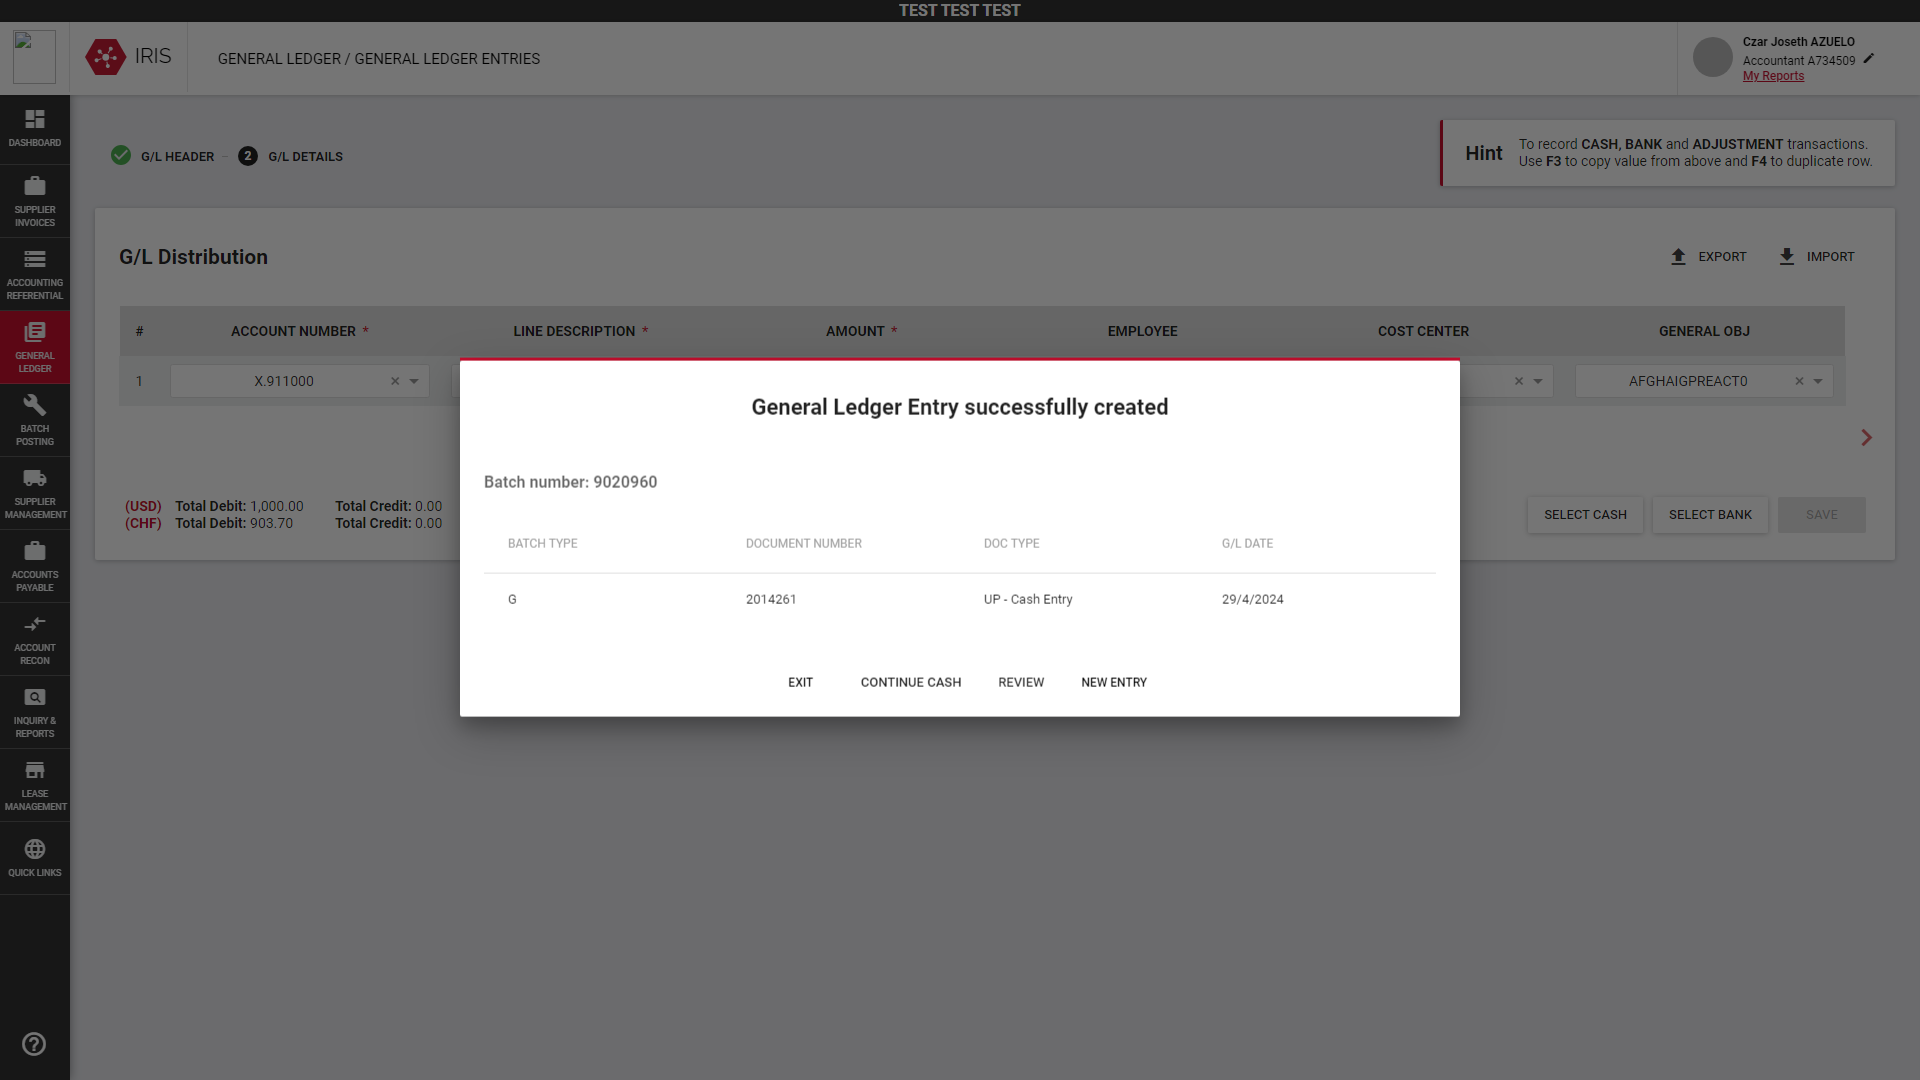 TEST TEST TEST
IRIS
GENERAL LEDGER / GENERAL LEDGER ENTRIES
Czar Joseth AZUELO
Accountant A734509
My Reports
DASHBOARD
SUPPLIER
INVOICES
ACCOUNTING
REFERENTIAL
GENERAL
LEDGER
BATCH
POSTING
SUPPLIER
MANAGEMENT
ACCOUNTS
PAYABLE
ACCOUNT
RECON
INQUIRY &
REPORTS
LEASE
MANAGEMENT
QUICK LINKS
G/L HEADER
2 G/L DETAILS
Hint
To record CASH, BANK and ADJUSTMENT transactions.
Use F3 to copy value from above and F4 to duplicate row.
G/L Distribution
EXPORT IMPORT
# ACCOUNT NUMBER * LINE DESCRIPTION * AMOUNT * EMPLOYEE COST CENTER GENERAL OBJ
1 X.911000 AFGHAIGPREACT0
(USD) Total Debit: 1,000.00 Total Credit: 0.00
(CHF) Total Debit: 903.70 Total Credit: 0.00
SELECT CASH SELECT BANK SAVE
General Ledger Entry successfully created
Batch number: 9020960
BATCH TYPE DOCUMENT NUMBER DOC TYPE G/L DATE
G 2014261 UP - Cash Entry 29/4/2024
EXIT CONTINUE CASH REVIEW NEW ENTRY